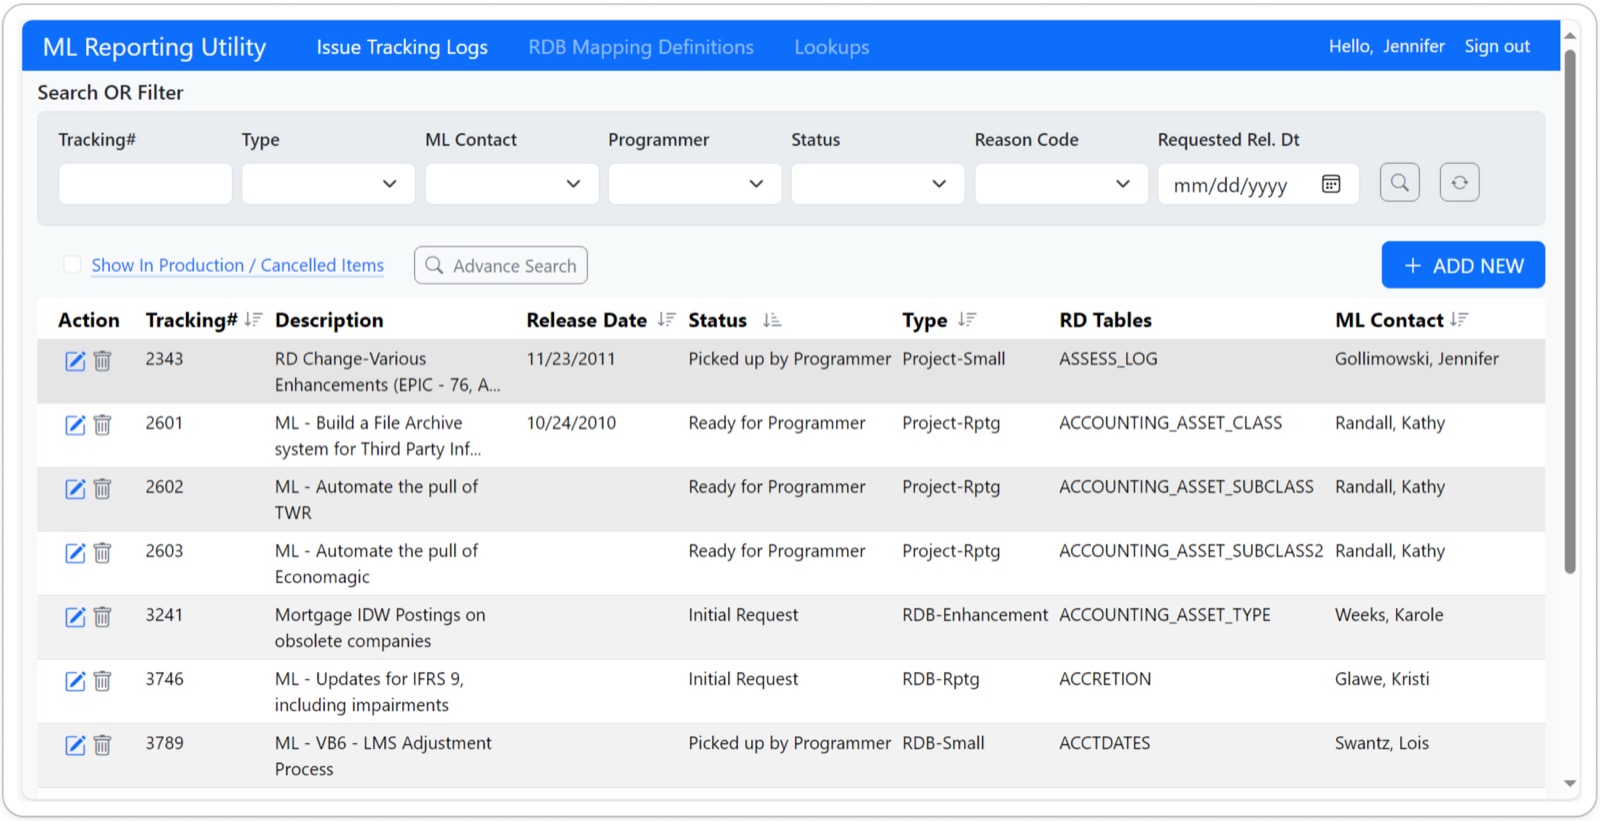 ML Reporting Utility Issue Tracking Logs RDB Mapping Definitions Lookups Hello, Jennifer Sign out
Search OR Filter
Tracking# Type ML Contact Programmer Status Reason Code Requested Rel. Dt
mm/dd/yyyy
Show In Production / Cancelled Items Advance Search + ADD NEW
Action Tracking# Description Release Date Status Type RD Tables ML Contact
2343 RD Change-Various 11/23/2011 Picked up by Programmer Project-Small ASSESS_LOG Gollimowski, Jennifer
Enhancements (EPIC - 76, A...
2601 ML - Build a File Archive 10/24/2010 Ready for Programmer Project-Rptg ACCOUNTING_ASSET_CLASS Randall, Kathy
system for Third Party Inf...
2602 ML - Automate the pull of Ready for Programmer Project-Rptg ACCOUNTING_ASSET_SUBCLASS Randall, Kathy
TWR
2603 ML - Automate the pull of Ready for Programmer Project-Rptg ACCOUNTING_ASSET_SUBCLASS2 Randall, Kathy
Economagic
3241 Mortgage IDW Postings on Initial Request RDB-Enhancement ACCOUNTING_ASSET_TYPE Weeks, Karole
obsolete companies
3746 ML - Updates for IFRS 9, Initial Request RDB-Rptg ACCRETION Glawe, Kristi
including impairments
3789 ML - VB6 - LMS Adjustment Picked up by Programmer RDB-Small ACCTDATES Swantz, Lois
Process